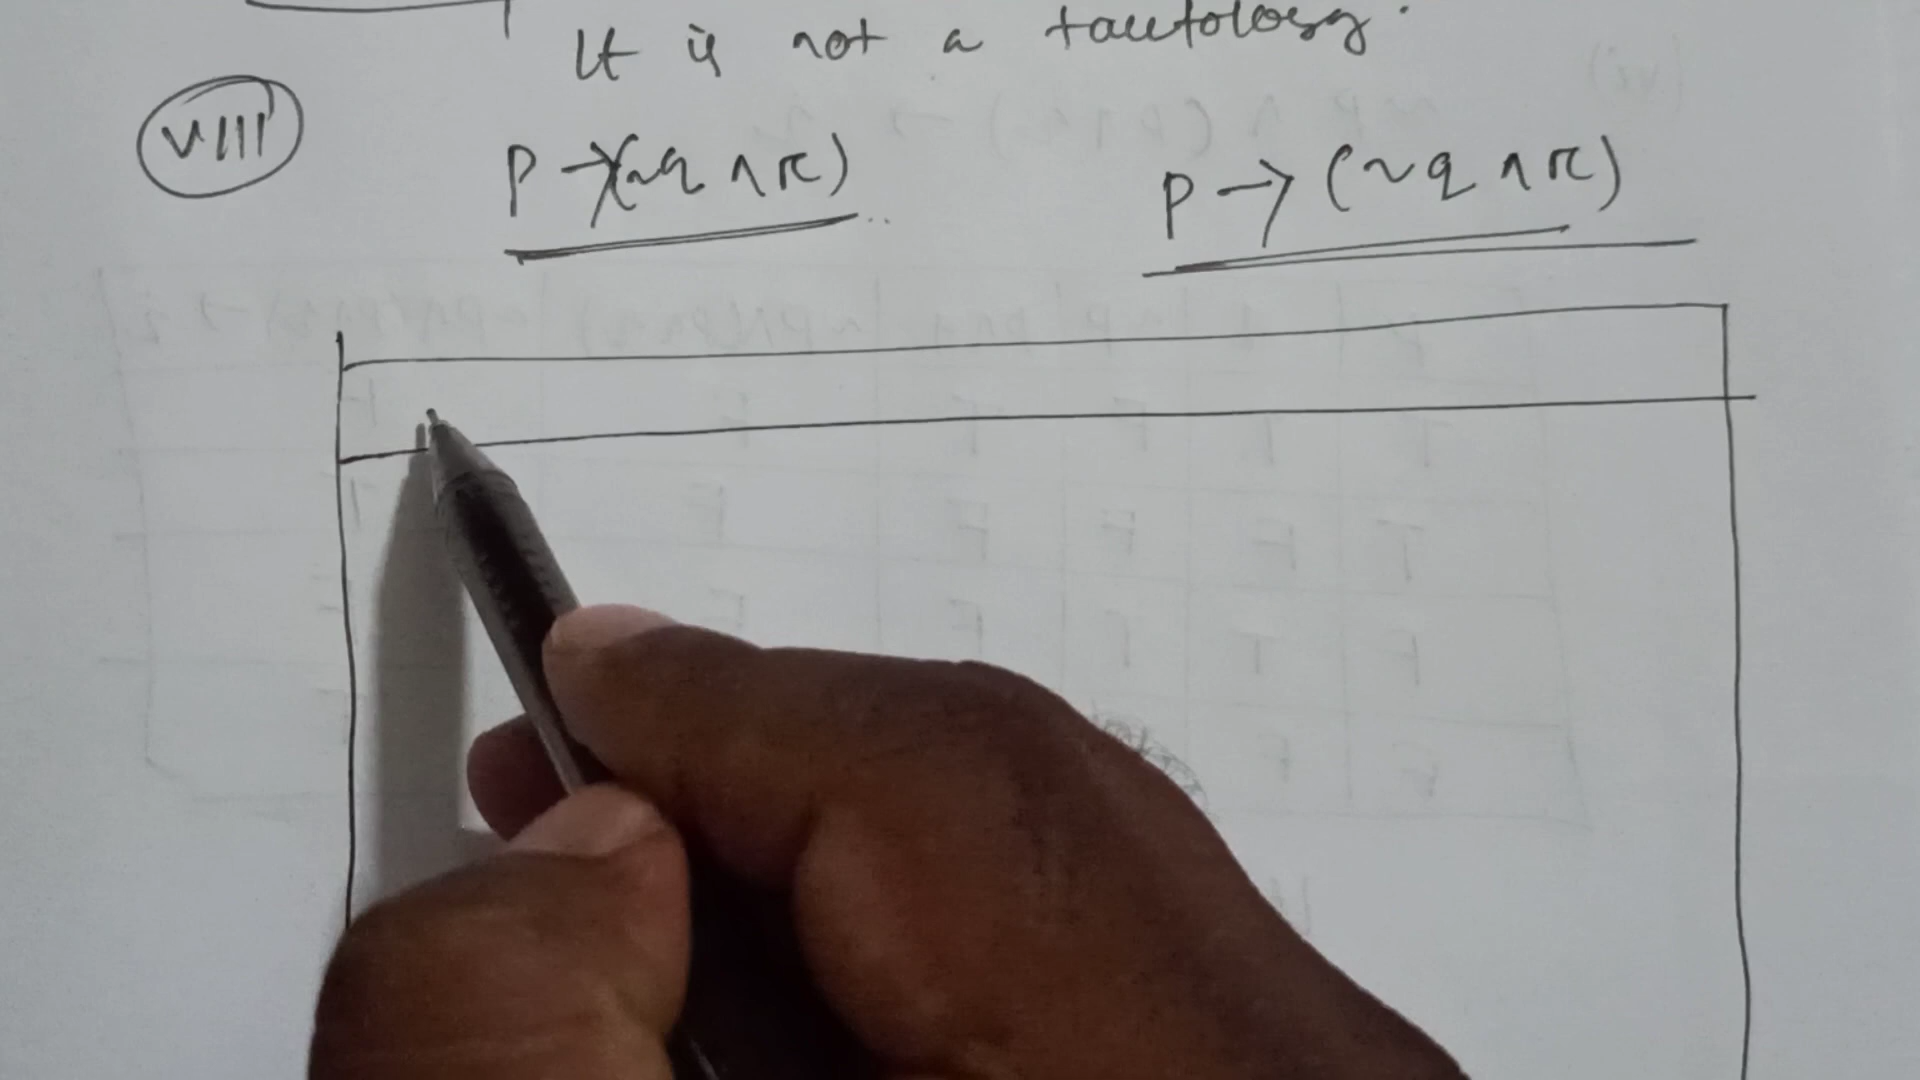 It is not a tautology.
VIII
P → (~q ∧ r) P → (~q ∧ r)